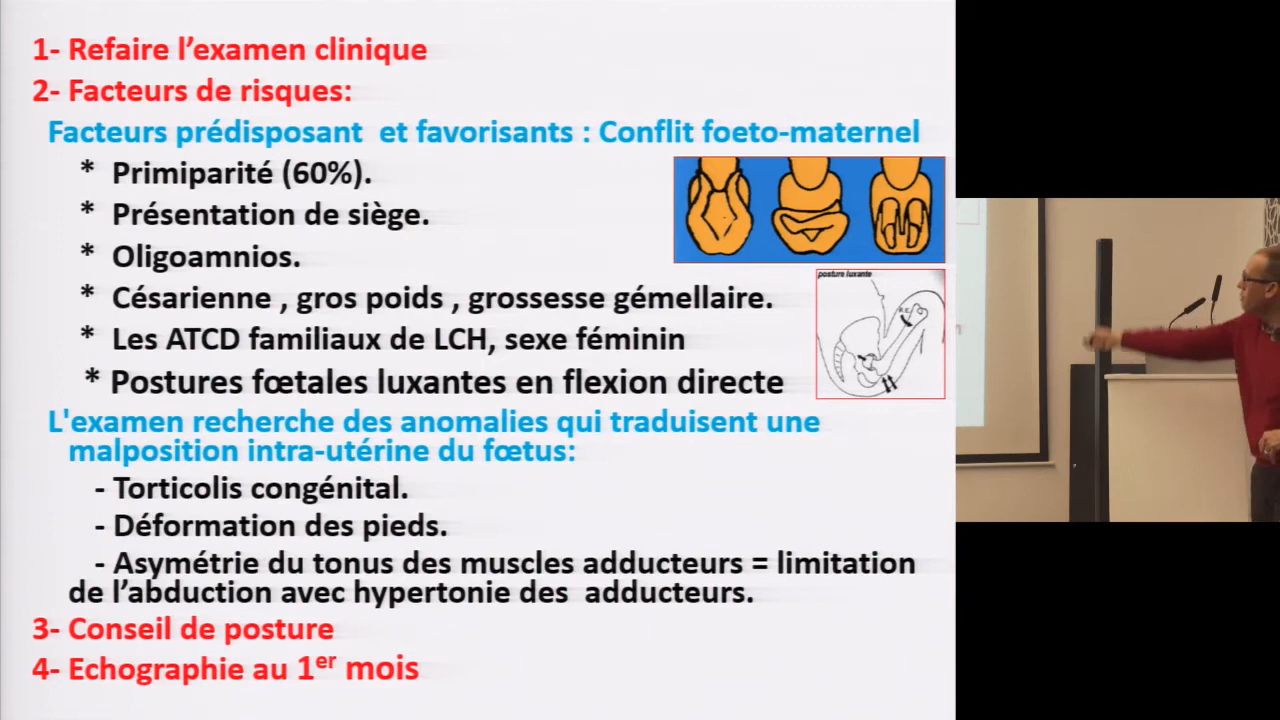 1- Refaire l’examen clinique
2- Facteurs de risques:
Facteurs prédisposant et favorisants : Conflit foeto-maternel
* Primiparité (60%).
* Présentation de siège.
* Oligoamnios.
posture luxante
* Césarienne , gros poids , grossesse gémellaire.
* Les ATCD familiaux de LCH, sexe féminin
* Postures fœtales luxantes en flexion directe
L'examen recherche des anomalies qui traduisent une
malposition intra-utérine du fœtus:
- Torticolis congénital.
- Déformation des pieds.
- Asymétrie du tonus des muscles adducteurs = limitation
de l’abduction avec hypertonie des adducteurs.
3- Conseil de posture
4- Echographie au 1er mois